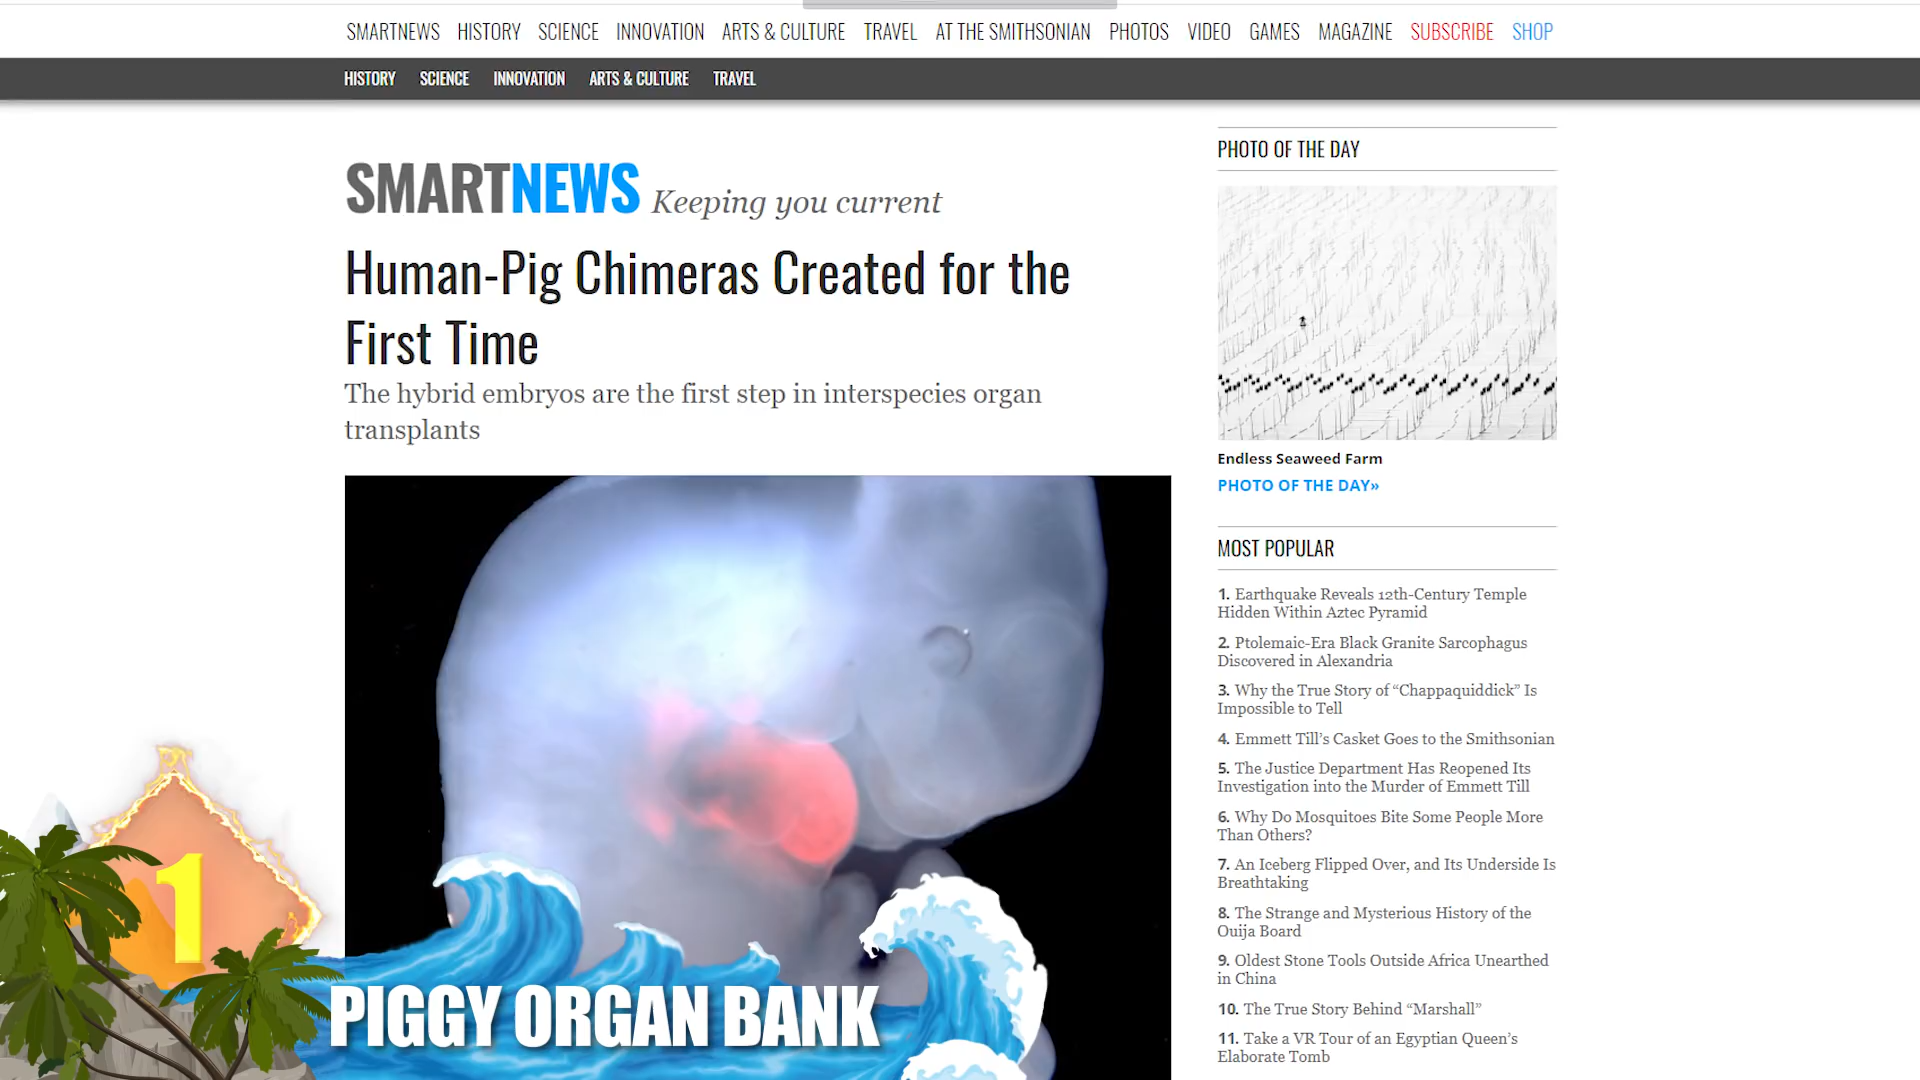 SMARTNEWS HISTORY SCIENCE INNOVATION ARTS & CULTURE TRAVEL AT THE SMITHSONIAN PHOTOS VIDEO GAMES MAGAZINE SUBSCRIBE SHOP
HISTORY SCIENCE INNOVATION ARTS & CULTURE TRAVEL
SMARTNEWS Keeping you current
Human-Pig Chimeras Created for the
First Time
The hybrid embryos are the first step in interspecies organ
transplants
PHOTO OF THE DAY
Endless Seaweed Farm
PHOTO OF THE DAY»
MOST POPULAR
1. Earthquake Reveals 12th-Century Temple
Hidden Within Aztec Pyramid
2. Ptolemaic-Era Black Granite Sarcophagus
Discovered in Alexandria
3. Why the True Story of “Chappaquiddick” Is
Impossible to Tell
4. Emmett Till’s Casket Goes to the Smithsonian
5. The Justice Department Has Reopened Its
Investigation into the Murder of Emmett Till
6. Why Do Mosquitoes Bite Some People More
Than Others?
7. An Iceberg Flipped Over, and Its Underside Is
Breathtaking
8. The Strange and Mysterious History of the
Ouija Board
9. Oldest Stone Tools Outside Africa Unearthed
in China
10. The True Story Behind “Marshall”
11. Take a VR Tour of an Egyptian Queen’s
Elaborate Tomb
1
PIGGY ORGAN BANK